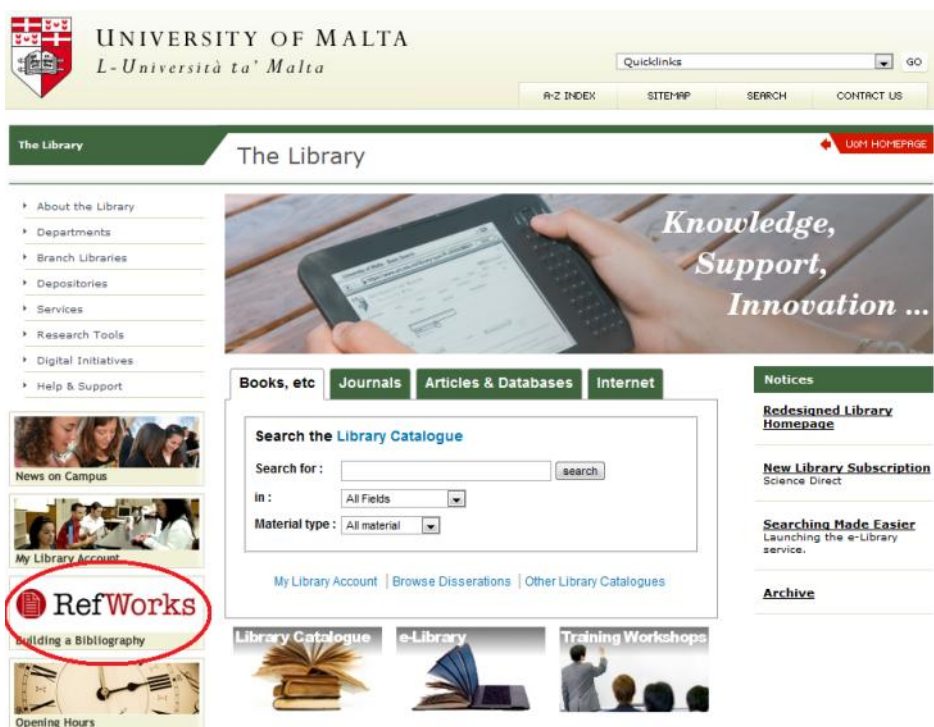 UNIVERSITY OF MALTA
L-Università ta' Malta
Quicklinks
GO
A-Z INDEX
SITEMAP
SEARCH
CONTACT US
The Library
The Library
UOM HOMEPAGE
About the Library
Departments
Branch Libraries
Depositories
Services
Research Tools
Digital Initiatives
Help & Support
Knowledge,
Support,
Innovation ...
News on Campus
My Library Account
RefWorks
Building a Bibliography
Opening Hours
Books, etc
Journals
Articles & Databases
Internet
Search the Library Catalogue
Search for :
search
in :
All Fields
Material type :
All material
My Library Account | Browse Disserations | Other Library Catalogues
Library Catalogue
e-Library
Training Workshops
Notices
Redesigned Library
Homepage
New Library Subscription
Science Direct
Searching Made Easier
Launching the e-Library
service.
Archive